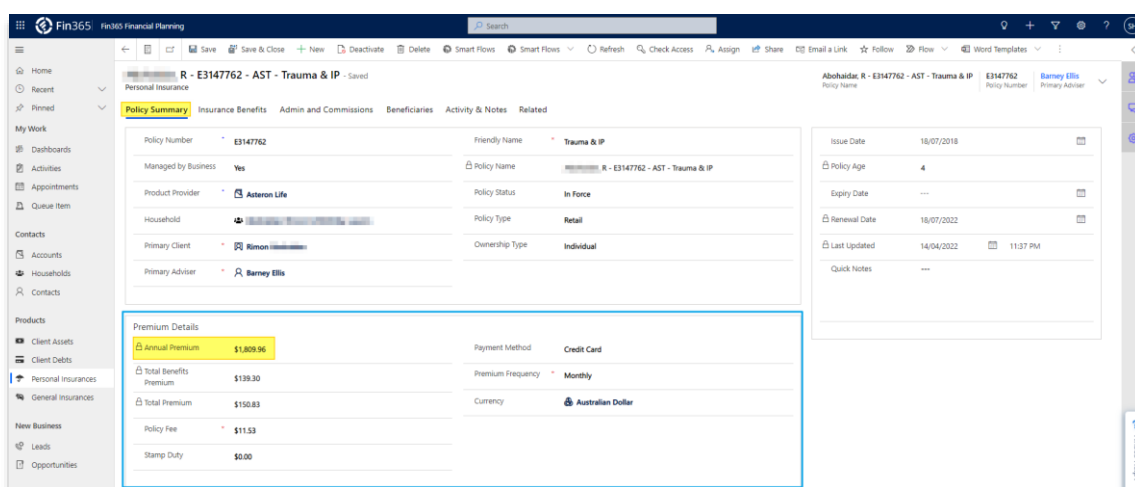 Fin365 Fin365 Financial Planning Search
Save Save & Close New Deactivate Delete Smart Flows Smart Flows Refresh Check Access Assign Share Email a Link Follow Flow Word Templates
Home
Recent
Pinned
My Work
Dashboards
Activities
Appointments
Queue Item
Contacts
Accounts
Households
Contacts
Products
Client Assets
Client Debts
Personal Insurances
General Insurances
New Business
Leads
Opportunities
R - E3147762 - AST - Trauma & IP - Saved
Personal Insurance
Abohaidar, R - E3147762 - AST - Trauma & IP E3147762 Barney Ellis
Policy Name Policy Number Primary Adviser
Policy Summary Insurance Benefits Admin and Commissions Beneficiaries Activity & Notes Related
Policy Number * E3147762
Managed by Business Yes
Product Provider * Asteron Life
Household
Primary Client * Rimon
Primary Adviser * Barney Ellis
Friendly Name * Trauma & IP
Policy Name R - E3147762 - AST - Trauma & IP
Policy Status In Force
Policy Type Retail
Ownership Type Individual
Issue Date 18/07/2018
Policy Age 4
Expiry Date ---
Renewal Date 18/07/2022
Last Updated 14/04/2022 11:37 PM
Quick Notes ---
Premium Details
Annual Premium $1,809.96
Total Benefits
Premium $139.30
Total Premium $150.83
Policy Fee * $11.53
Stamp Duty $0.00
Payment Method Credit Card
Premium Frequency * Monthly
Currency Australian Dollar